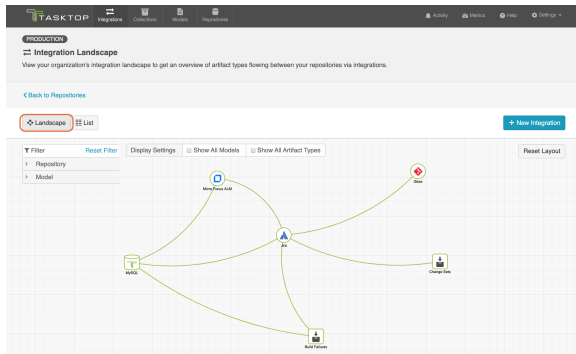 TASKTOP
Integrations
Collections
Models
Repositories
Activity
Metrics
Help
Settings
PRODUCTION
Integration Landscape
View your organization's integration landscape to get an overview of artifact types flowing between your repositories via integrations.
Back to Repositories
Landscape
List
+ New Integration
Filter
Reset Filter
Display Settings
Show All Models
Show All Artifact Types
Reset Layout
Repository
Model
Micro Focus ALM
Gitaa
Jira
MySQL
Change Sets
Build Failures